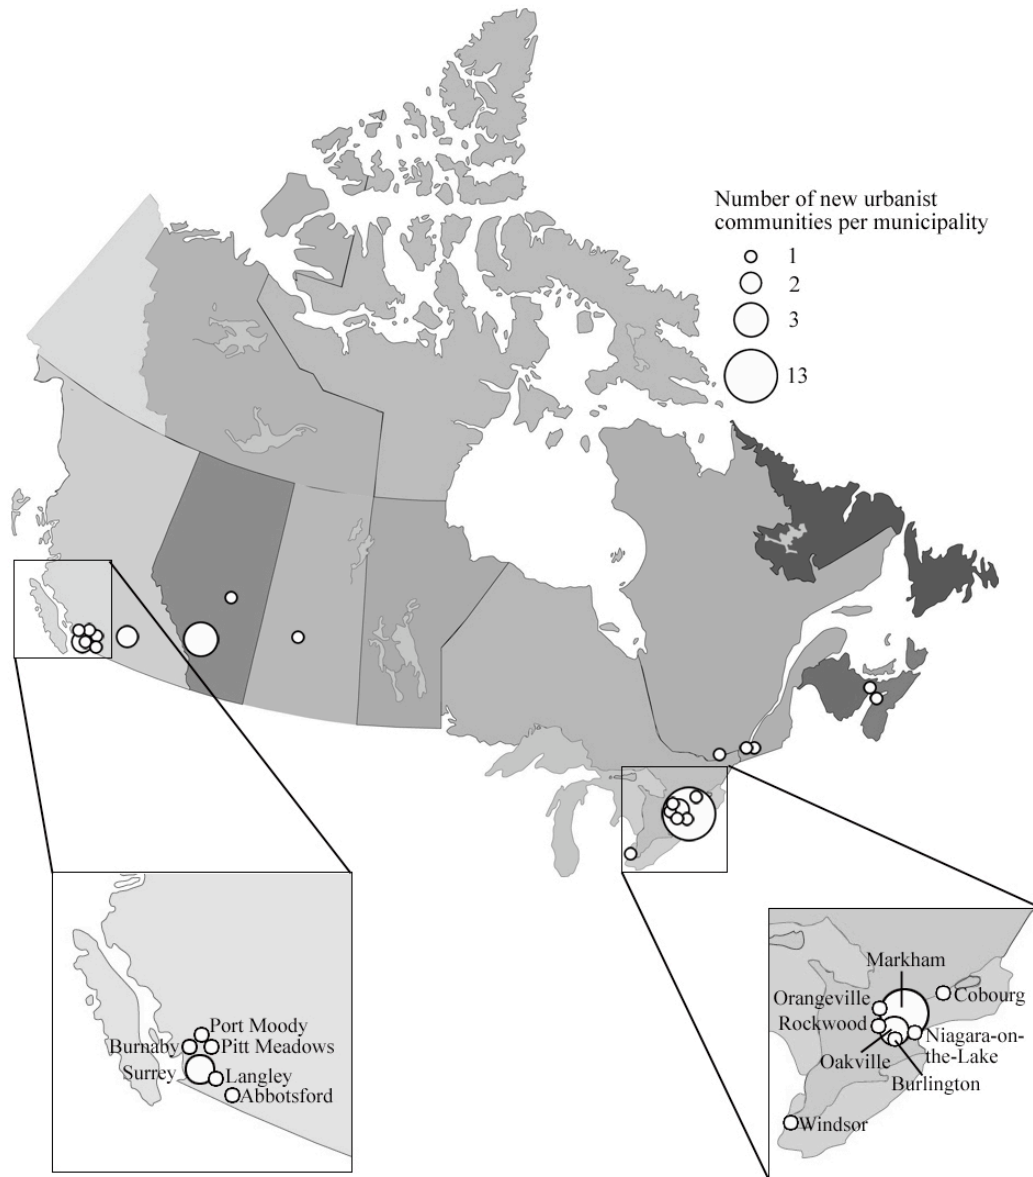 Number of new urbanist
communities per municipality
1
2
3
13
Port Moody
Burnaby
Pitt Meadows
Surrey
Langley
Abbotsford
Markham
Orangeville
Cobourg
Rockwood
Niagara-on-
the-Lake
Oakville
Burlington
Windsor